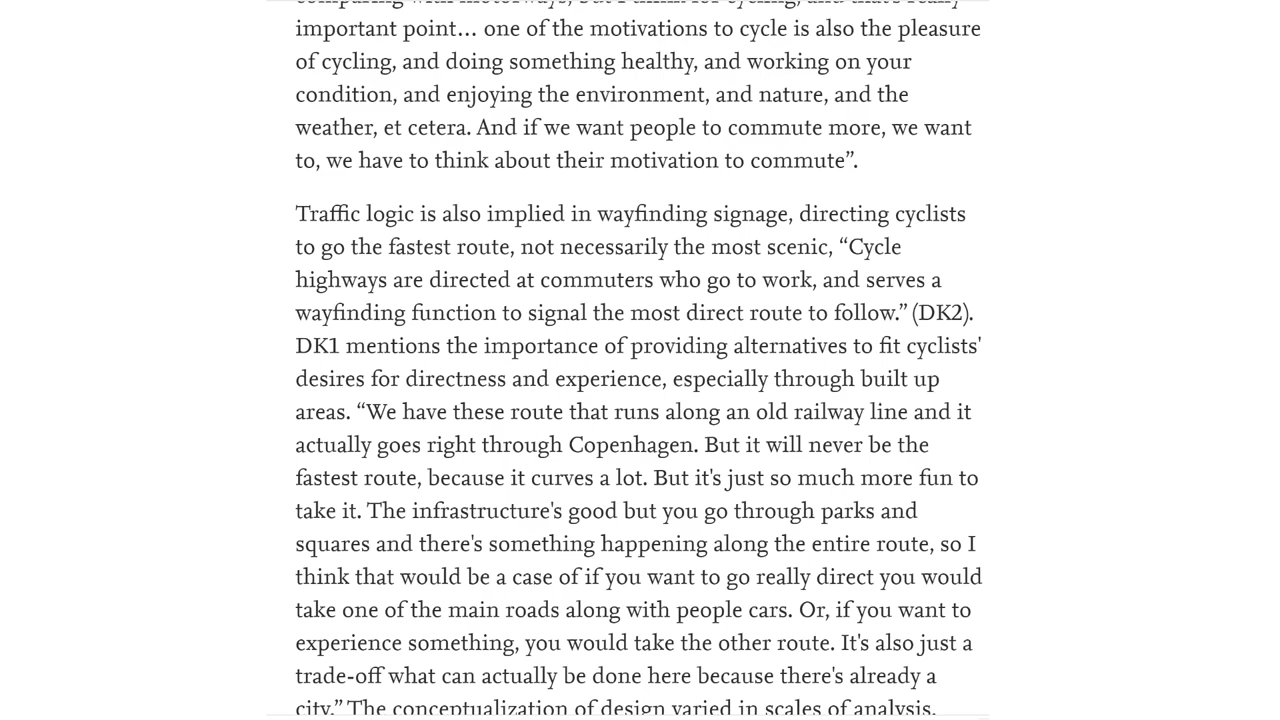 comparing with motorways, but I think for cycling, and that's really
important point… one of the motivations to cycle is also the pleasure
of cycling, and doing something healthy, and working on your
condition, and enjoying the environment, and nature, and the
weather, et cetera. And if we want people to commute more, we want
to, we have to think about their motivation to commute”.
Traffic logic is also implied in wayfinding signage, directing cyclists
to go the fastest route, not necessarily the most scenic, “Cycle
highways are directed at commuters who go to work, and serves a
wayfinding function to signal the most direct route to follow.” (DK2).
DK1 mentions the importance of providing alternatives to fit cyclists'
desires for directness and experience, especially through built up
areas. “We have these route that runs along an old railway line and it
actually goes right through Copenhagen. But it will never be the
fastest route, because it curves a lot. But it's just so much more fun to
take it. The infrastructure's good but you go through parks and
squares and there's something happening along the entire route, so I
think that would be a case of if you want to go really direct you would
take one of the main roads along with people cars. Or, if you want to
experience something, you would take the other route. It's also just a
trade-off what can actually be done here because there's already a
city.” The conceptualization of design varied in scales of analysis.